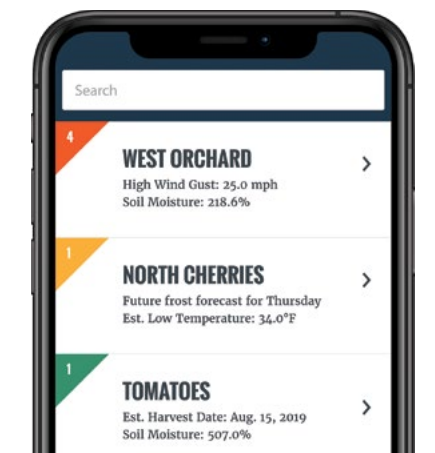 Search
4
WEST ORCHARD
High Wind Gust: 25.0 mph
Soil Moisture: 218.6%
1
NORTH CHERRIES
Future frost forecast for Thursday
Est. Low Temperature: 34.0°F
1
TOMATOES
Est. Harvest Date: Aug. 15, 2019
Soil Moisture: 507.0%